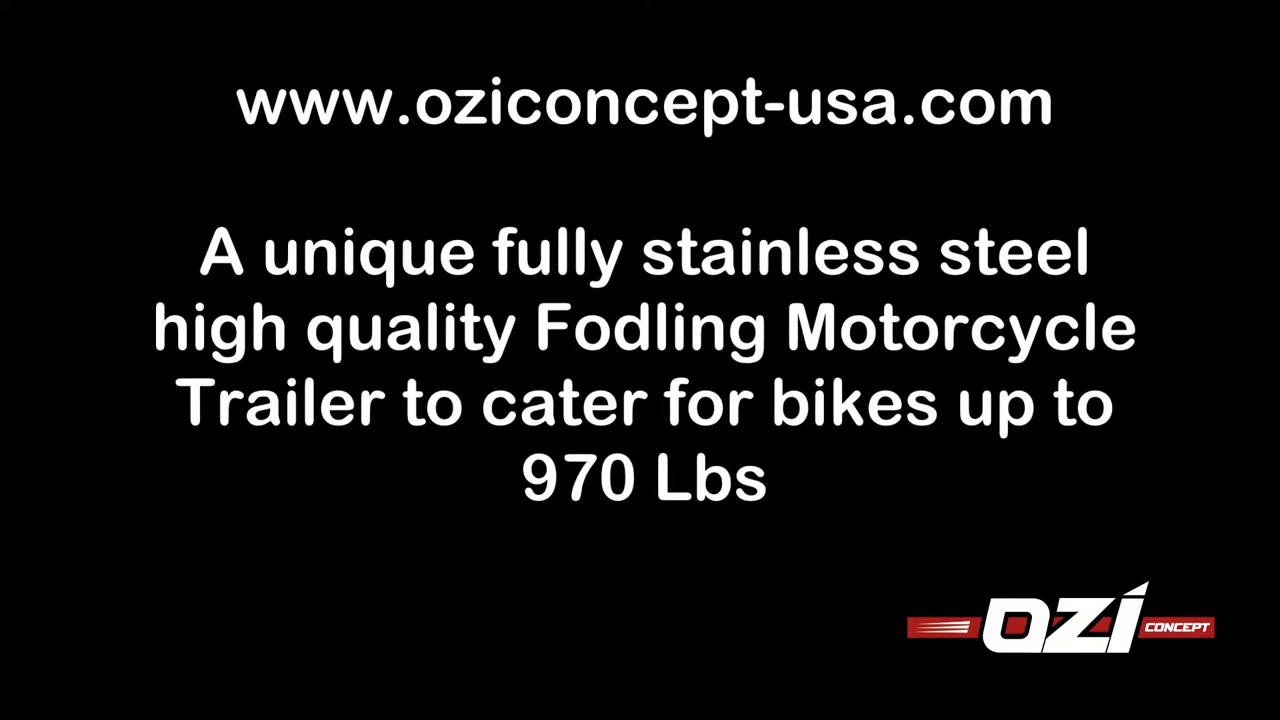 www.oziconcept-usa.com
A unique fully stainless steel
high quality Fodling Motorcycle
Trailer to cater for bikes up to
970 Lbs
OZI CONCEPT